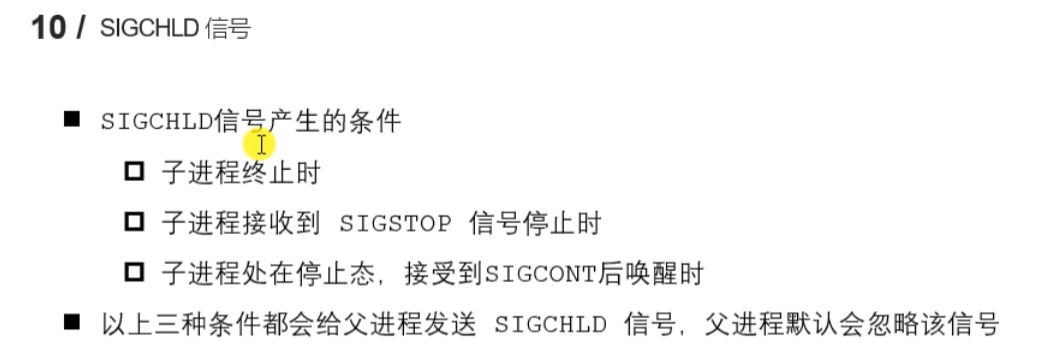 10 / SIGCHLD 信号
SIGCHLD信号产生的条件
子进程终止时
子进程接收到 SIGSTOP 信号停止时
子进程处在停止态，接受到SIGCONT后唤醒时
以上三种条件都会给父进程发送 SIGCHLD 信号，父进程默认会忽略该信号